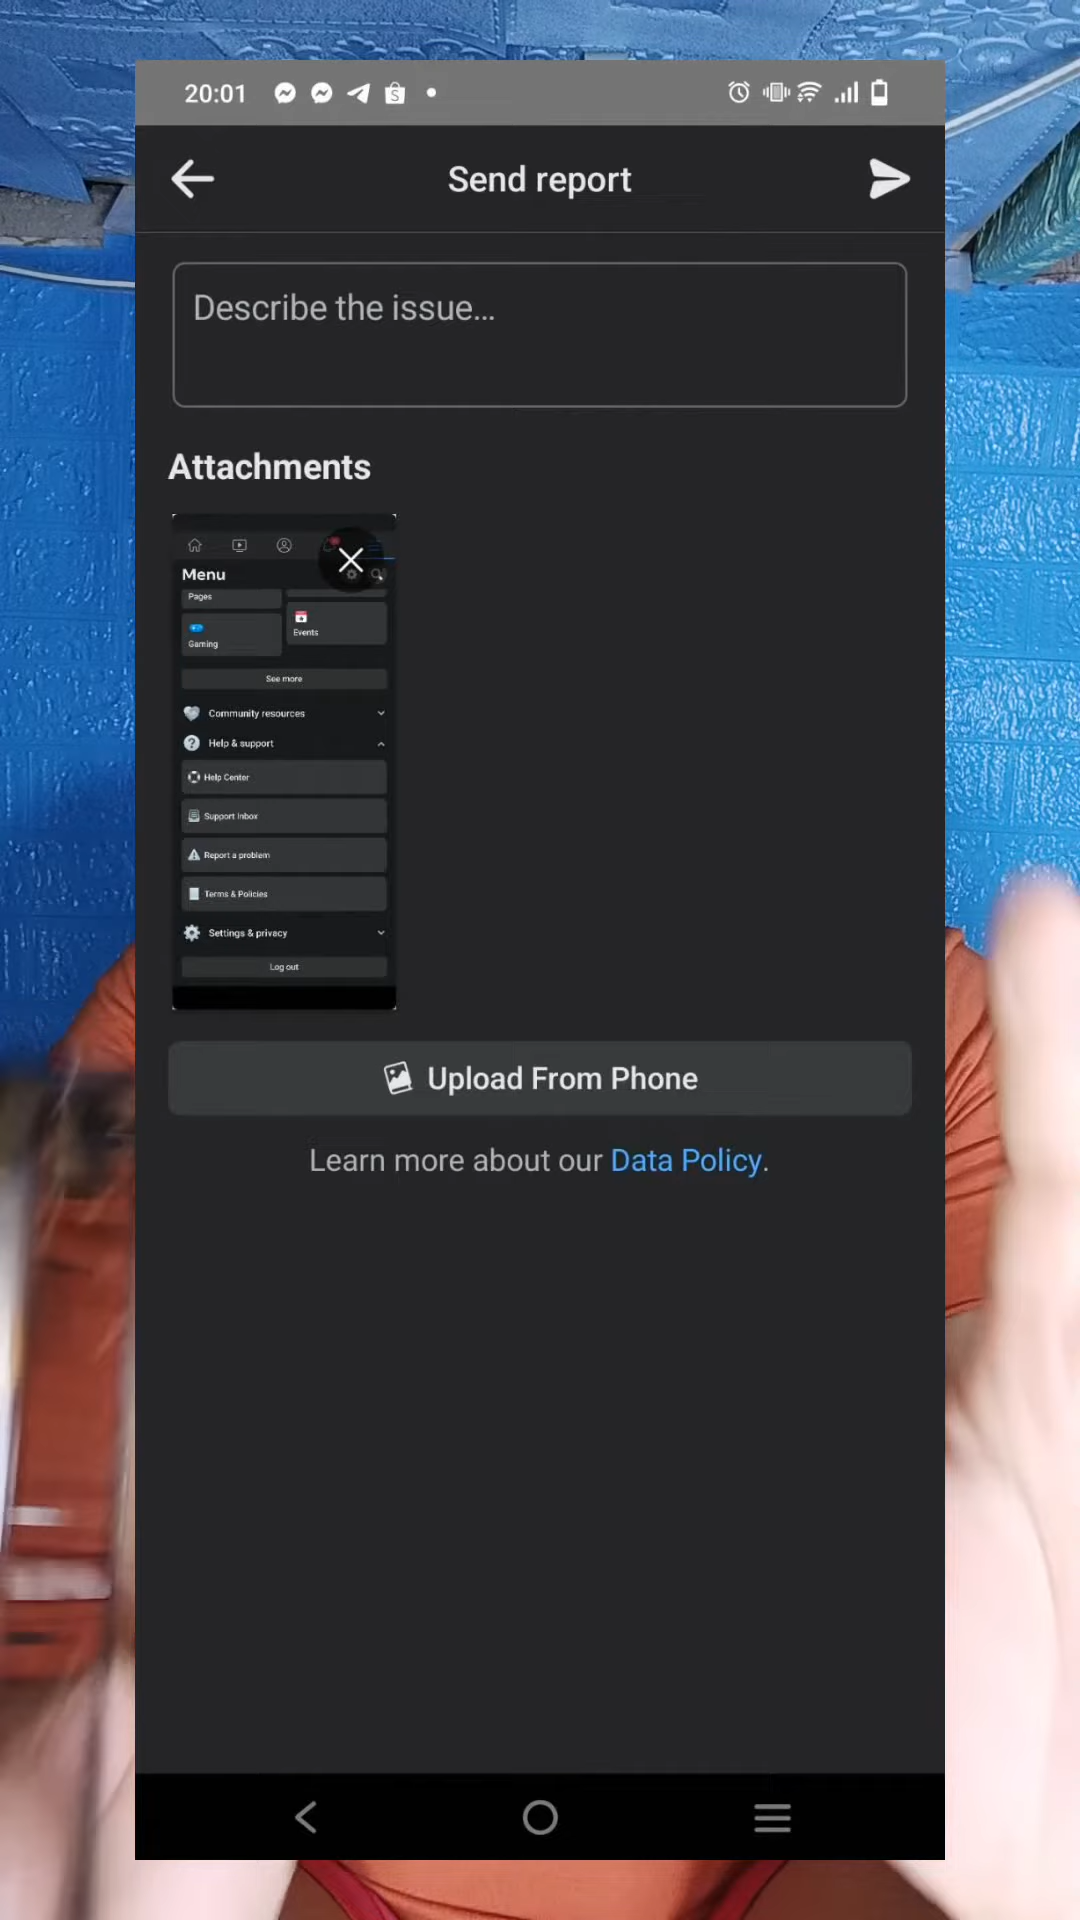 20:01
Send report
Describe the issue...
Attachments
Menu
Pages
Gaming
Events
See more
Community resources
Help & support
Help Center
Support Inbox
Report a problem
Terms & Policies
Settings & privacy
Log out
Upload From Phone
Learn more about our Data Policy.